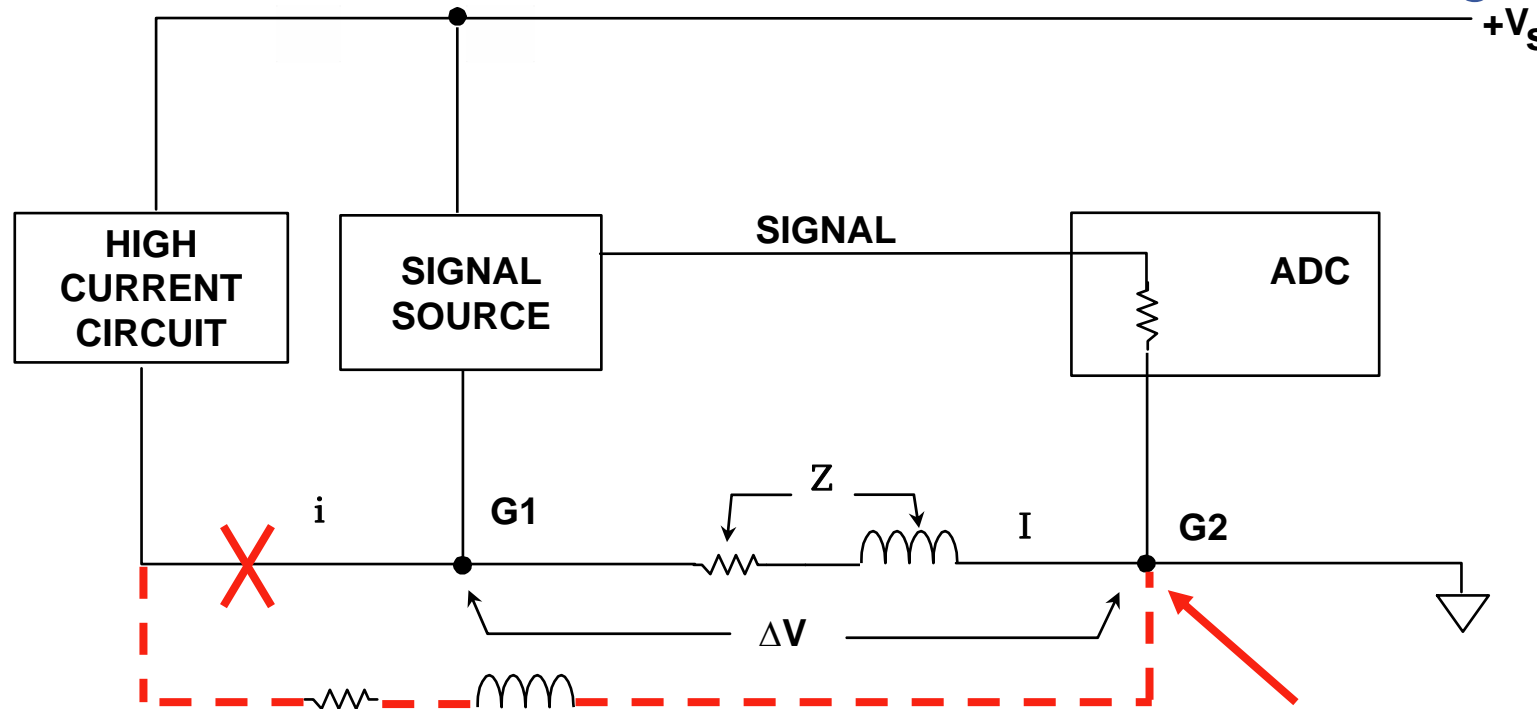 +VS
HIGH
CURRENT
CIRCUIT
SIGNAL
SOURCE
SIGNAL
ADC
Z
i
G1
I
G2
ΔV